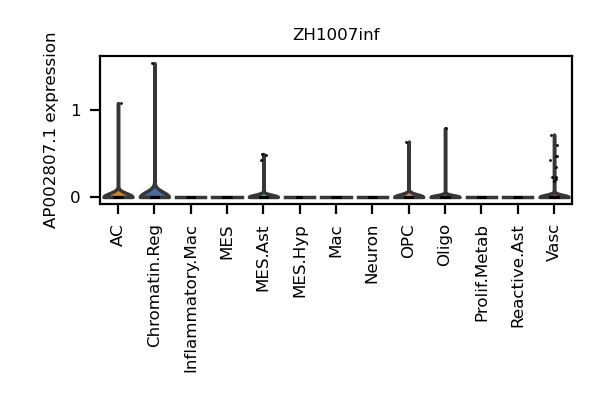 ZH1007inf
AP002807.1 expression
1
0
AC
Chromatin.Reg
Inflammatory.Mac
MES
MES.Ast
MES.Hyp
Mac
Neuron
OPC
Oligo
Prolif.Metab
Reactive.Ast
Vasc